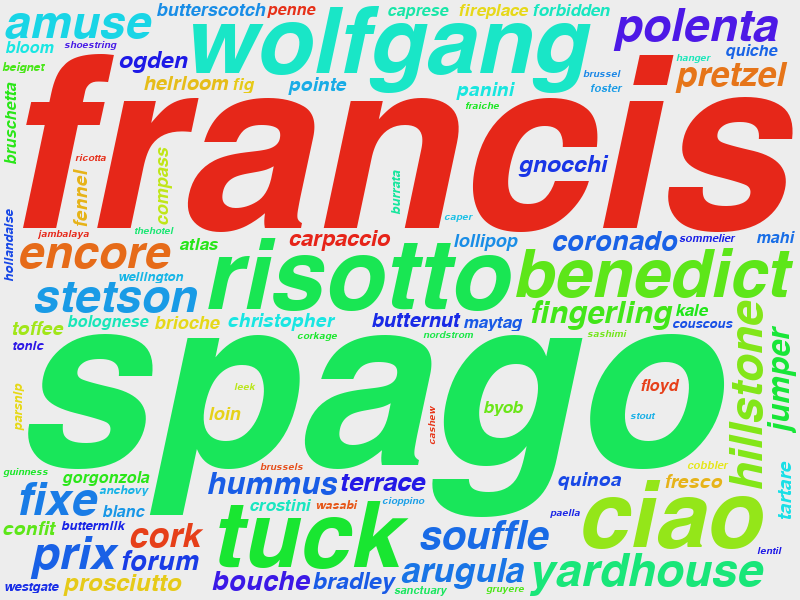 amuse
butterscotch
penne
wolfgang
caprese
fireplace
forbidden
polenta
bloom
shoestring
ogden
quiche
beignet
heirloom
fig
pointe
panini
brussel
foster
hanger
pretzel
fraiche
bruschetta
francis
ricotta
fennel
compass
burrata
gnocchi
caper
hollandaise
jambalaya
thehotel
encore
atlas
carpaccio
lollipop
coronado
sommelier
mahi
wellington
risotto
benedict
stetson
toffee
bolognese
brioche
christopher
butternut
maytag
fingerling
kale
couscous
tonic
corkage
nordstrom
sashimi
hillstone
jumper
spago
parsnip
leek
loin
cashew
byob
floyd
stout
guinness
gorgonzola
brussels
hummus
terrace
quinoa
cobbler
fresco
tartare
fixe
anchovy
blanc
crostini
wasabi
cioppino
paella
ciao
confit
buttermilk
cork
tuck
souffle
lentil
prix
forum
westgate
prosciutto
bouche
bradley
arugula
sanctuary
gruyere
yardhouse